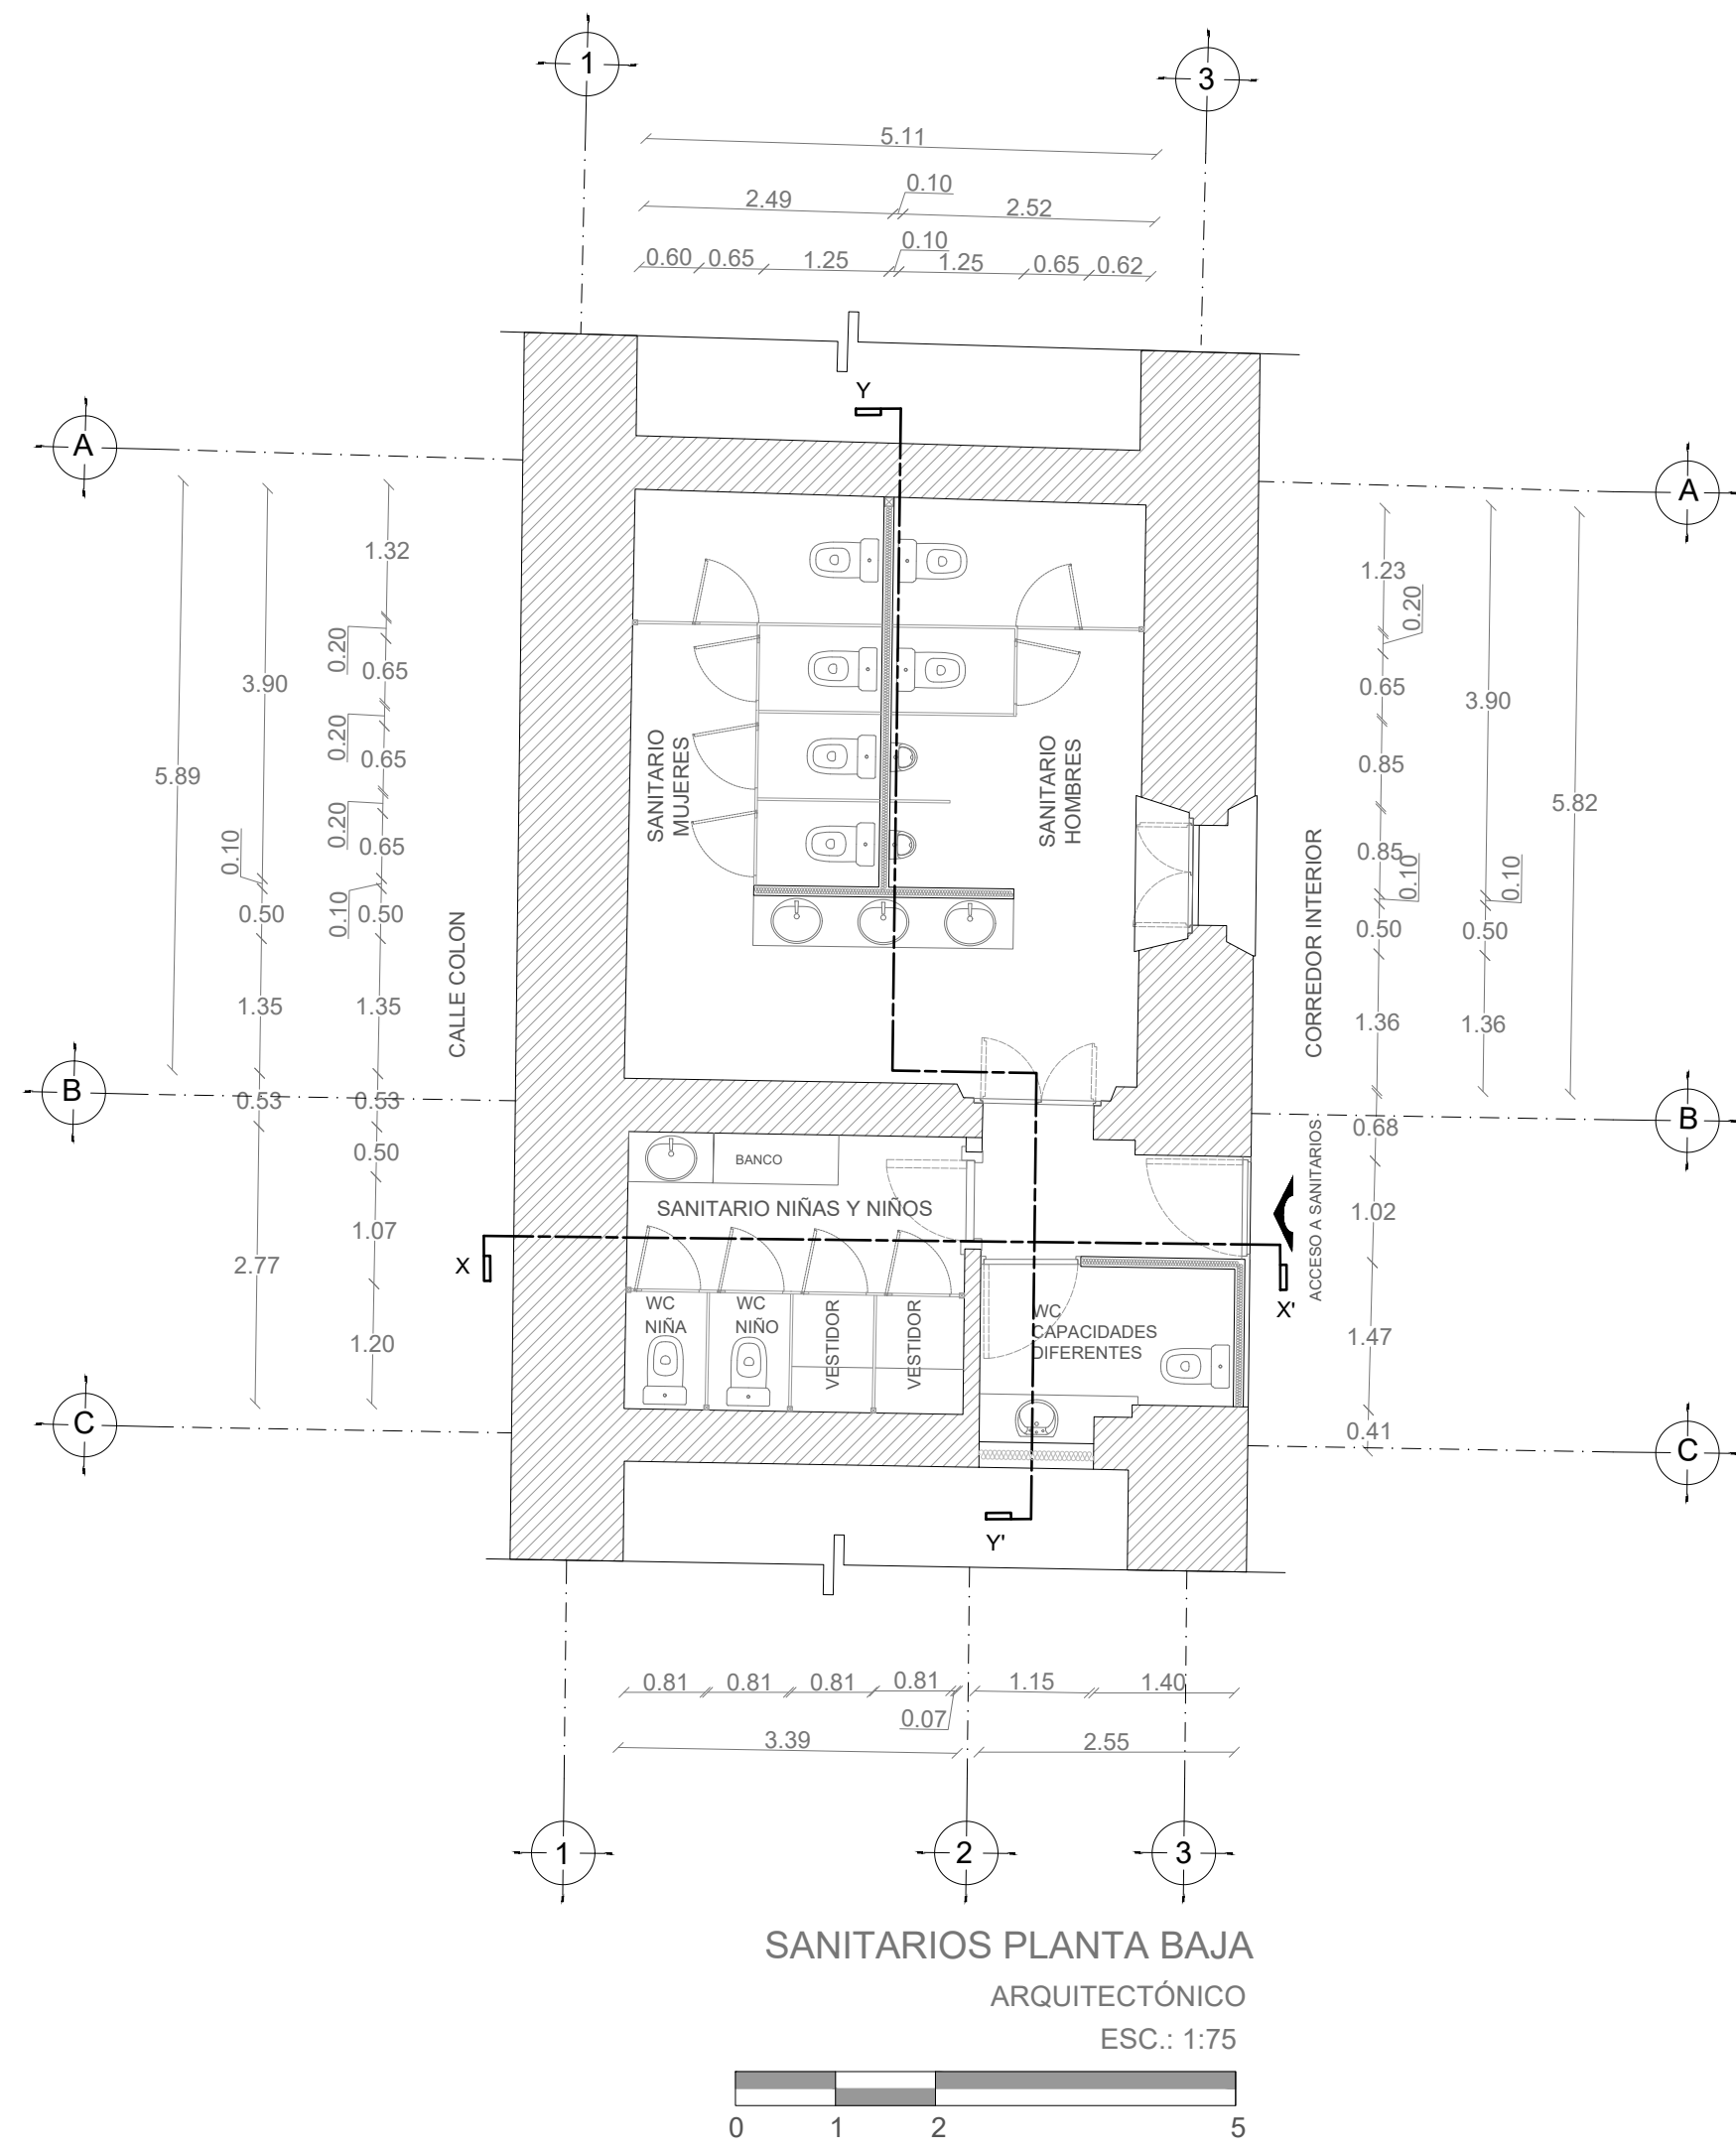 1
3
5.11
0.10
2.49
2.52
0.10
0.60
0.65
1.25
1.25
0.65
0.62
Y
A
A
1.32
0.20
0.65
3.90
0.20
0.65
5.89
0.20
0.65
0.10
0.10
0.50
0.50
1.35
1.35
CALLE COLON
SANITARIO
MUJERES
SANITARIO
HOMBRES
CORREDOR INTERIOR
1.23
0.20
0.65
3.90
0.85
5.82
0.85
0.10
0.10
0.50
0.50
1.36
1.36
B
B
0.53
0.53
0.50
1.07
2.77
1.20
BANCO
SANITARIO NIÑAS Y NIÑOS
X
X'
ACCESO A SANITARIOS
0.68
1.02
1.47
0.41
WC
NIÑA
WC
NIÑO
VESTIDOR
VESTIDOR
WC
CAPACIDADES
DIFERENTES
C
C
Y'
0.81
0.81
0.81
0.81
1.15
1.40
0.07
3.39
2.55
1
2
3
SANITARIOS PLANTA BAJA
ARQUITECTÓNICO
ESC.: 1:75
0
1
2
5